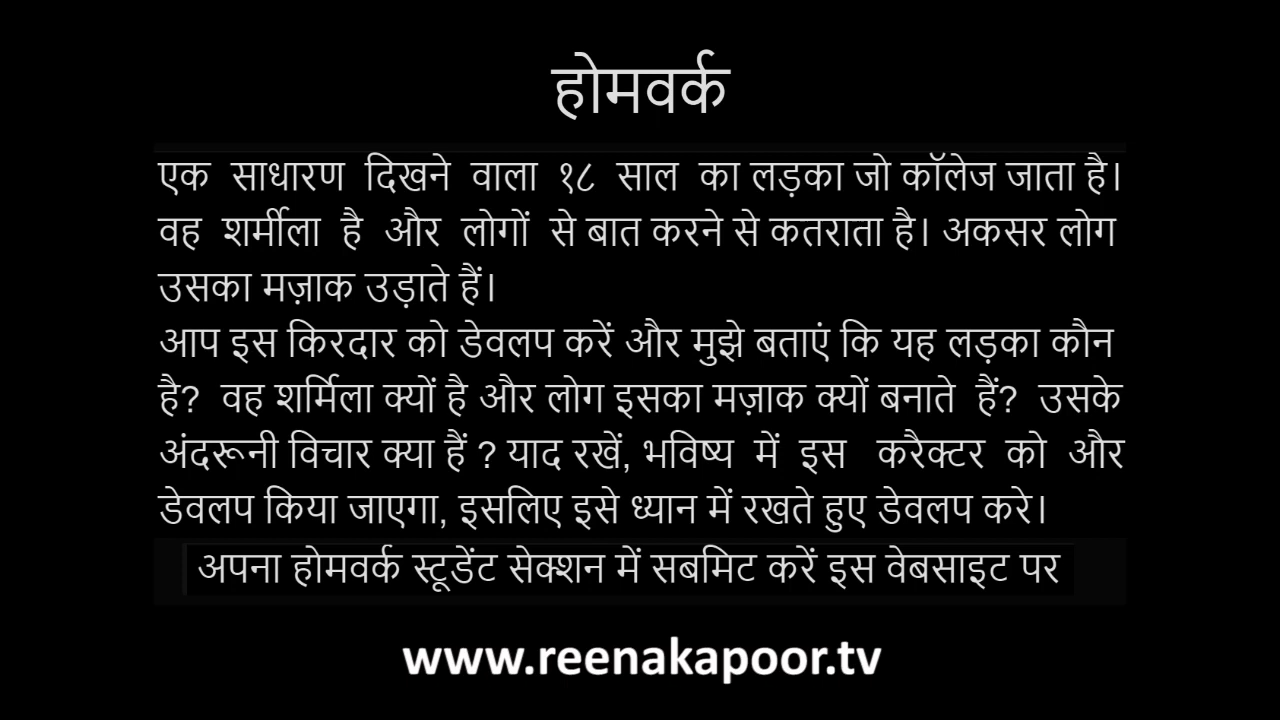 होमवर्क
एक साधारण दिखने वाला १८ साल का लड़का जो कॉलेज जाता है।
वह शर्मीला है और लोगों से बात करने से कतराता है। अकसर लोग
उसका मज़ाक उड़ाते हैं।
आप इस किरदार को डेवलप करें और मुझे बताएं कि यह लड़का कौन
है? वह शर्मिला क्यों है और लोग इसका मज़ाक क्यों बनाते हैं? उसके
अंदरूनी विचार क्या हैं ? याद रखें, भविष्य में इस करैक्टर को और
डेवलप किया जाएगा, इसलिए इसे ध्यान में रखते हुए डेवलप करे।
अपना होमवर्क स्टूडेंट सेक्शन में सबमिट करें इस वेबसाइट पर
www.reenakapoor.tv